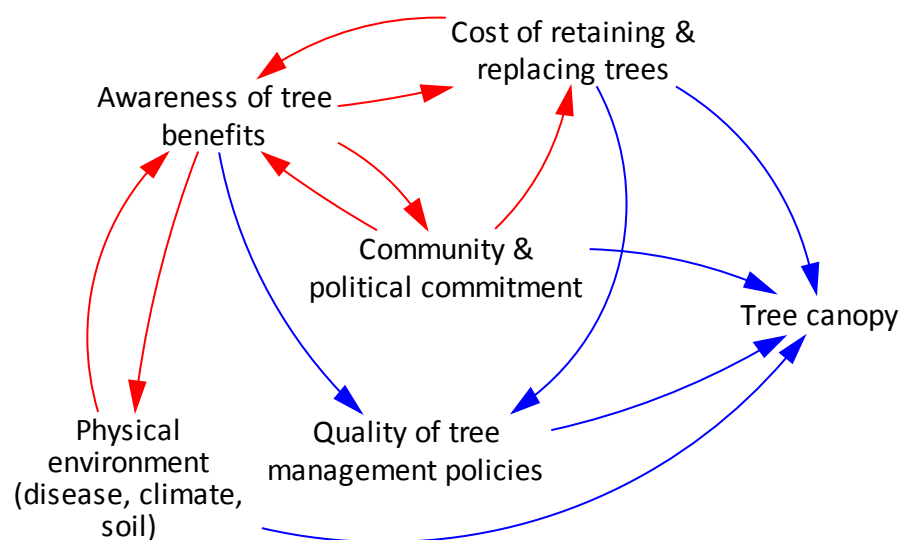 Cost of retaining &
replacing trees
Awareness of tree
benefits
Community &
political commitment
Tree canopy
Quality of tree
management policies
Physical
environment
(disease, climate,
soil)